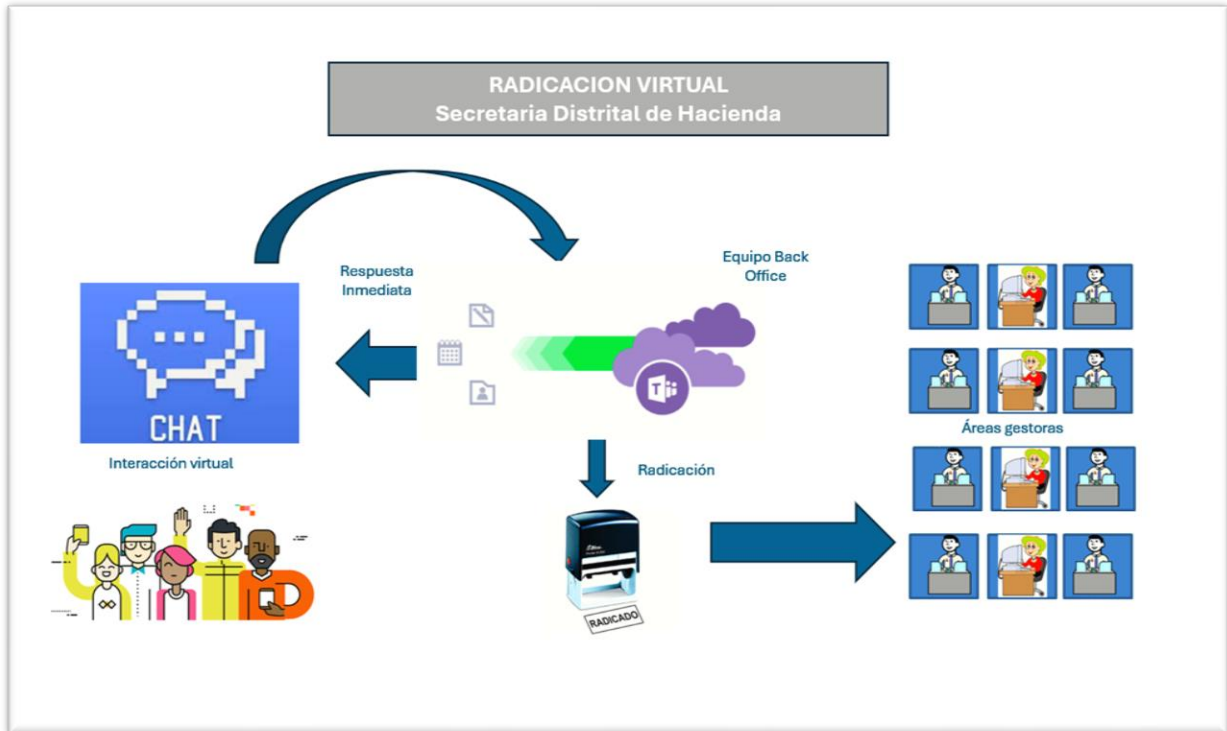 RADICACION VIRTUAL
Secretaria Distrital de Hacienda
Respuesta
Inmediata
Equipo Back
Office
CHAT
Interacción virtual
Áreas gestoras
Radicación
RADICADO